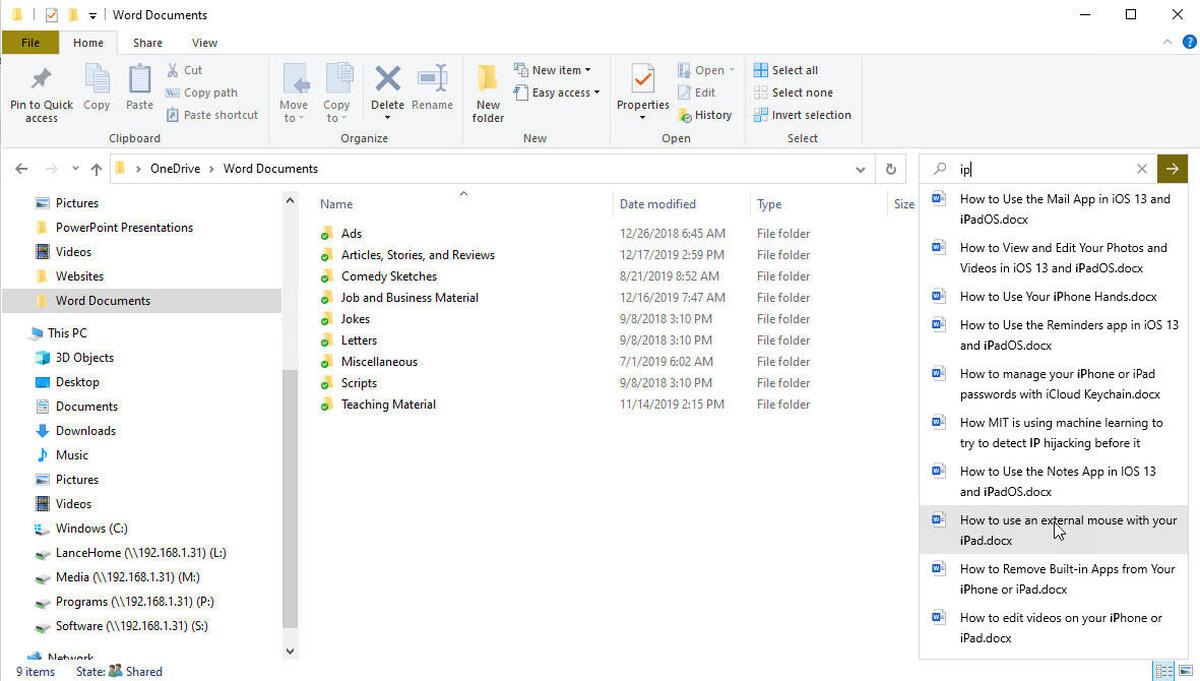 Word Documents
File Home Share View
Pin to Quick access
Copy
Paste
Cut
Copy path
Paste shortcut
Move to
Copy to
Delete
Rename
New folder
New item
Easy access
Properties
Open
Edit
History
Select all
Select none
Invert selection
Clipboard Organize New Open Select
OneDrive › Word Documents
ip
Pictures
PowerPoint Presentations
Videos
Websites
Word Documents
This PC
3D Objects
Desktop
Documents
Downloads
Music
Pictures
Videos
Windows (C:)
LanceHome (\\192.168.1.31) (L:)
Media (\\192.168.1.31) (M:)
Programs (\\192.168.1.31) (P:)
Software (\\192.168.1.31) (S:)
Network
Name Date modified Type Size
Ads 12/26/2018 6:45 AM File folder
Articles, Stories, and Reviews 12/17/2019 2:59 PM File folder
Comedy Sketches 8/21/2019 8:52 AM File folder
Job and Business Material 12/16/2019 7:47 AM File folder
Jokes 9/8/2018 3:10 PM File folder
Letters 9/8/2018 3:10 PM File folder
Miscellaneous 7/1/2019 6:02 AM File folder
Scripts 9/8/2018 3:10 PM File folder
Teaching Material 11/14/2019 2:15 PM File folder
How to Use the Mail App in iOS 13 and
iPadOS.docx
How to View and Edit Your Photos and
Videos in iOS 13 and iPadOS.docx
How to Use Your iPhone Hands.docx
How to Use the Reminders app in iOS 13
and iPadOS.docx
How to manage your iPhone or iPad
passwords with iCloud Keychain.docx
How MIT is using machine learning to
try to detect IP hijacking before it
How to Use the Notes App in IOS 13
and iPadOS.docx
How to use an external mouse with your
iPad.docx
How to Remove Built-in Apps from Your
iPhone or iPad.docx
How to edit videos on your iPhone or
iPad.docx
9 items State: Shared